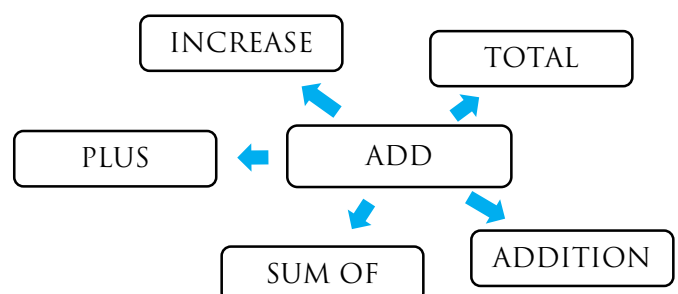 INCREASE
TOTAL
PLUS
ADD
SUM OF
ADDITION